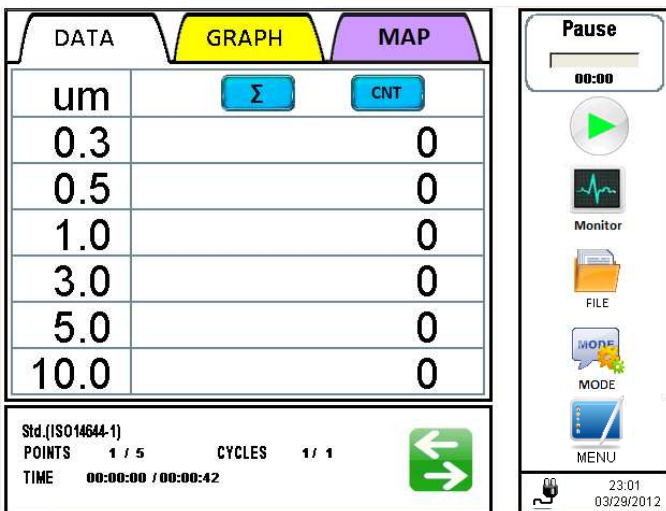 DATA GRAPH MAP
um Σ CNT
0.3 0
0.5 0
1.0 0
3.0 0
5.0 0
10.0 0
Std.(ISO14644-1)
POINTS 1 / 5 CYCLES 1/ 1
TIME 00:00:00 / 00:00:42
Pause
00:00
Monitor
FILE
MODE
MODE
MENU
23:01
03/29/2012